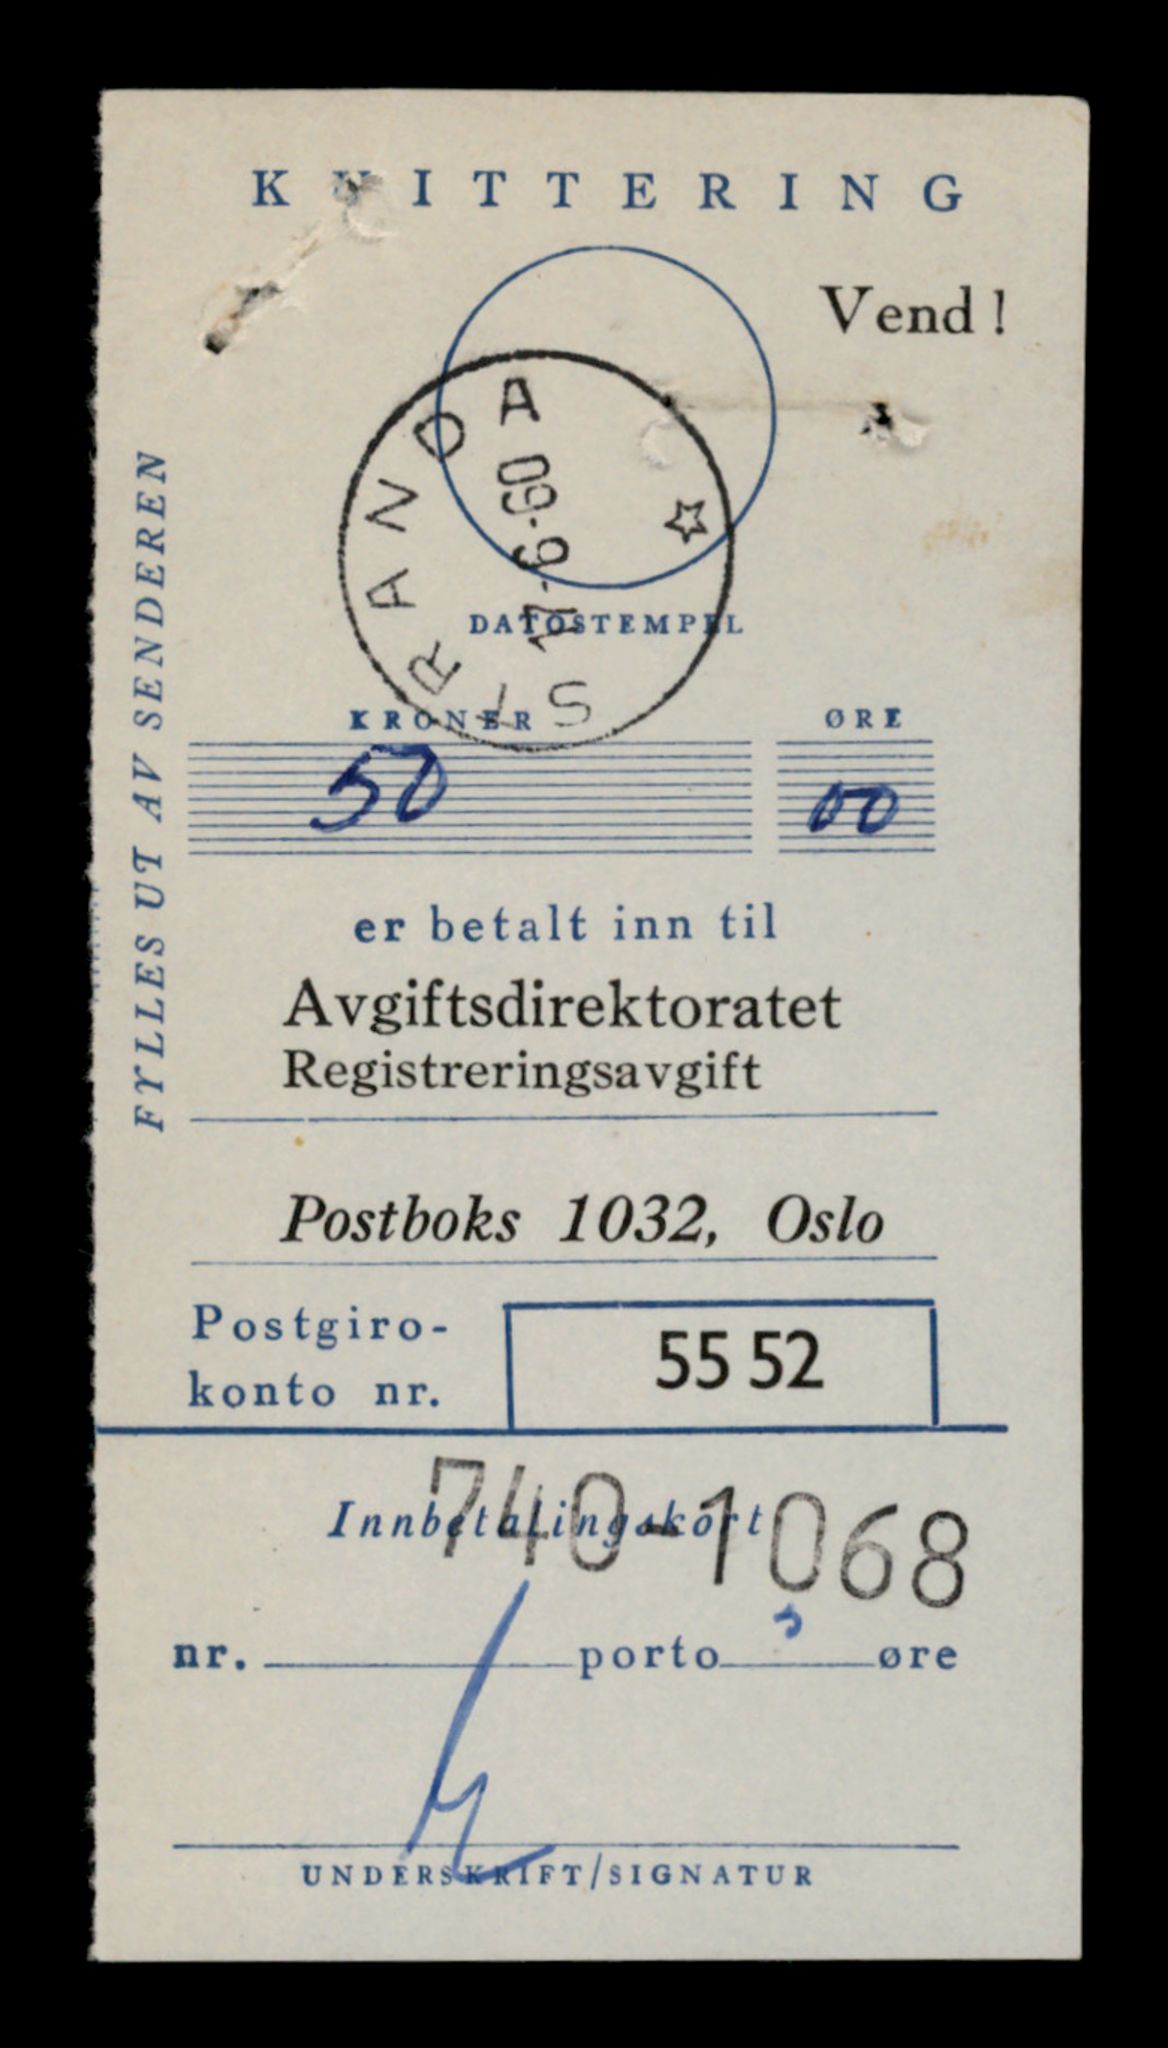 KVITTERING
Vend!
STRANDA
17-6-60
DATOSTEMPEL
FYLLES UT AV SENDEREN
KRONER ØRE
50 00
er betalt inn til
Avgiftsdirektoratet
Registreringsavgift
Postboks 1032, Oslo
Postgiro-
konto nr. 55 52
740-1068
Innbetalingskort
nr. porto øre
UNDERSKRIFT/SIGNATUR